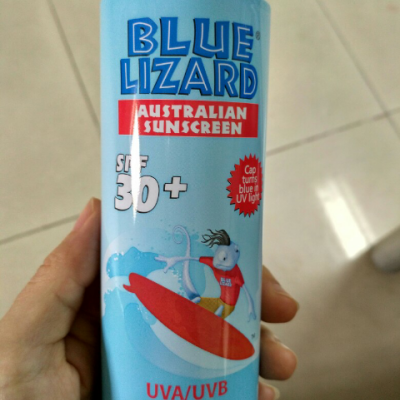 BLUE
LIZARD
AUSTRALIAN
SUNSCREEN
SPF
30+
Cap
turns
blue in
UV light
UVA/UVB